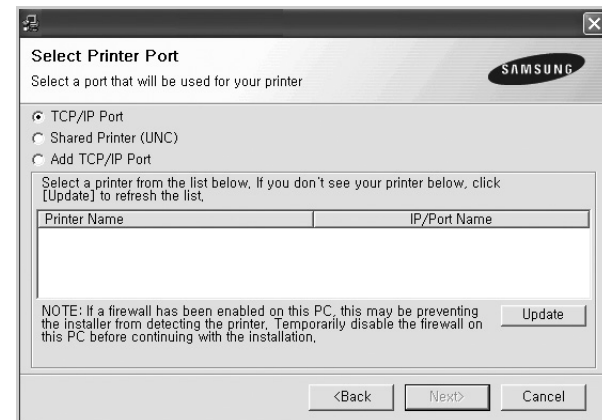 Select Printer Port
Select a port that will be used for your printer
SAMSUNG
TCP/IP Port
Shared Printer (UNC)
Add TCP/IP Port
Select a printer from the list below, If you don't see your printer below, click
[Update] to refresh the list,
Printer Name IP/Port Name
NOTE: If a firewall has been enabled on this PC, this may be preventing
the installer from detecting the printer, Temporarily disable the firewall on
this PC before continuing with the installation,
Update
<Back Next> Cancel